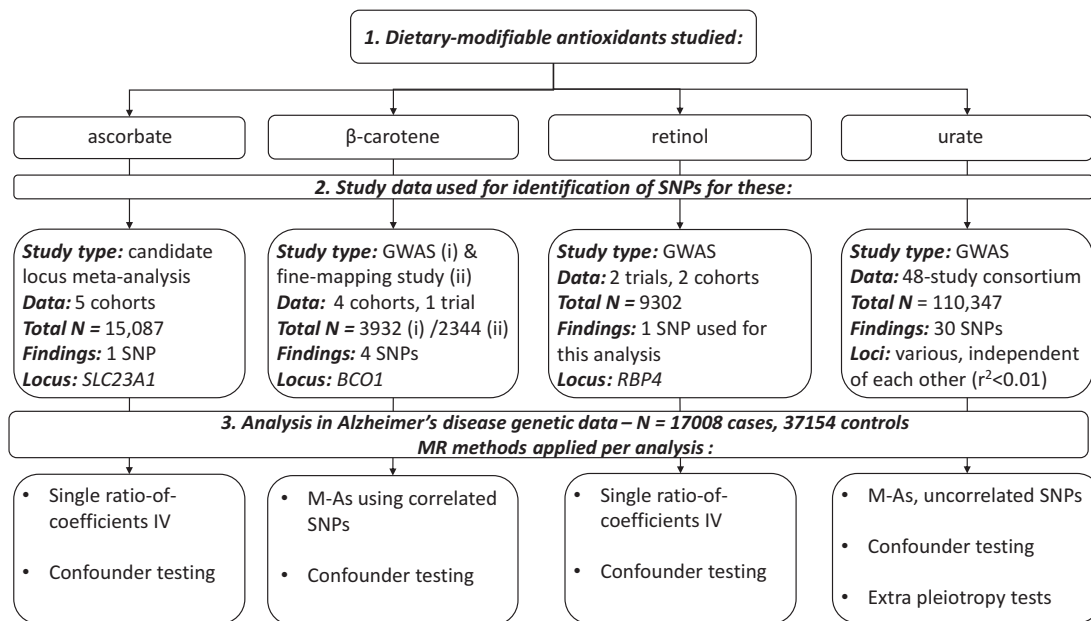 1. Dietary-modifiable antioxidants studied:
ascorbate
β-carotene
retinol
urate
2. Study data used for identification of SNPs for these:
Study type: candidate
locus meta-analysis
Data: 5 cohorts
Total N = 15,087
Findings: 1 SNP
Locus: SLC23A1
Study type: GWAS (i) &
fine-mapping study (ii)
Data: 4 cohorts, 1 trial
Total N = 3932 (i) /2344 (ii)
Findings: 4 SNPs
Locus: BCO1
Study type: GWAS
Data: 2 trials, 2 cohorts
Total N = 9302
Findings: 1 SNP used for
this analysis
Locus: RBP4
Study type: GWAS
Data: 48-study consortium
Total N = 110,347
Findings: 30 SNPs
Loci: various, independent
of each other (r²<0.01)
3. Analysis in Alzheimer's disease genetic data – N = 17008 cases, 37154 controls
MR methods applied per analysis :
• Single ratio-of-
coefficients IV
• Confounder testing
• M-As using correlated
SNPs
• Confounder testing
• Single ratio-of-
coefficients IV
• Confounder testing
• M-As, uncorrelated SNPs
• Confounder testing
• Extra pleiotropy tests